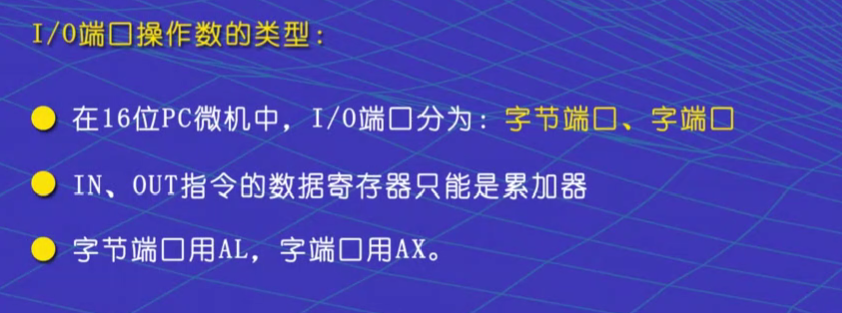 I/O端口操作数的类型：
在16位PC微机中，I/O端口分为：字节端口、字端口
IN、OUT指令的数据寄存器只能是累加器
字节端口用AL，字端口用AX。